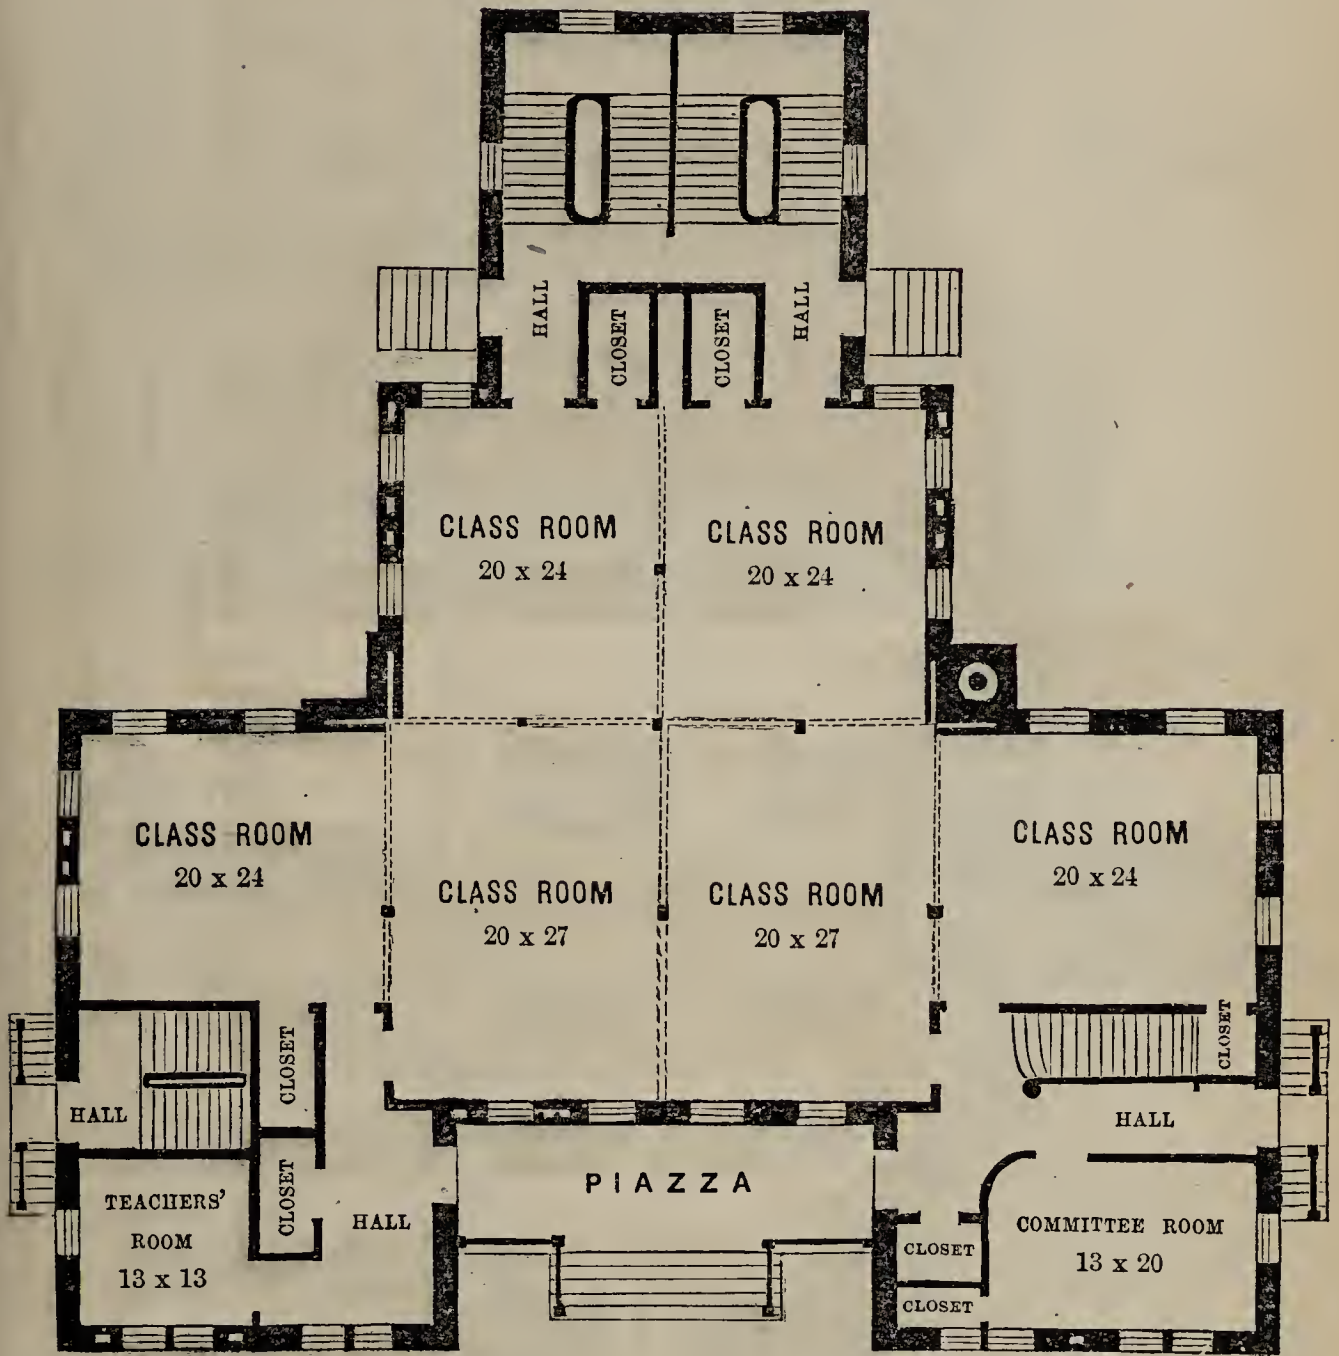 HALL
CLOSET
CLOSET
HALL
CLASS ROOM
20 x 24
CLASS ROOM
20 x 24
CLASS ROOM
20 x 24
CLASS ROOM
20 x 27
CLASS ROOM
20 x 27
CLASS ROOM
20 x 24
HALL
CLOSET
CLOSET
TEACHERS'
ROOM
13 x 13
HALL
PIAZZA
CLOSET
HALL
COMMITTEE ROOM
13 x 20
CLOSET
CLOSET